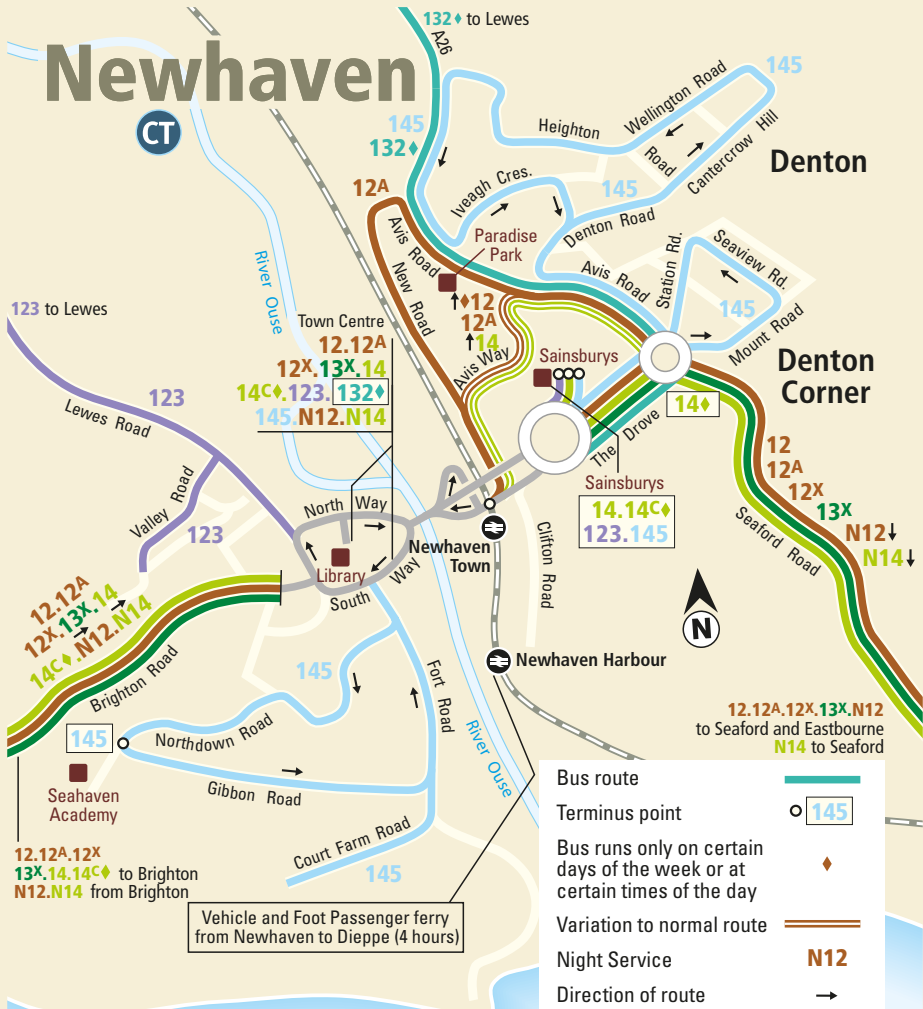 132♦ to Lewes
A26
Newhaven
CT
145
132♦
Heighton
Wellington Road
145
Road
Cantercrow Hill
Denton
12A
Iveagh Cres.
145
Denton Road
Avis Road
Paradise
Park
New Road
Avis Road
Station Rd.
Seaview Rd.
145
Mount Road
River Ouse
♦12
12A
14
Avis Way
123 to Lewes
Town Centre
12.12A
12X.13X.14
14C♦.123.132♦
145.N12.N14
Sainsburys
Denton
Corner
14♦
The Drove
123
Lewes Road
Sainsburys
14.14C♦
123.145
12
12A
12X
13X
N12
N14
Seaford Road
Valley Road
123
North Way
Library
South Way
Newhaven
Town
Clifton Road
N
12.12A
12X.13X.14
14C♦.N12.N14
Brighton Road
145
Fort Road
Newhaven Harbour
145
Northdown Road
Gibbon Road
River Ouse
Seahaven
Academy
Court Farm Road
145
12.12A.12X.13X.N12
to Seaford and Eastbourne
N14 to Seaford
12.12A.12X
13X.14.14C♦ to Brighton
N12.N14 from Brighton
Vehicle and Foot Passenger ferry
from Newhaven to Dieppe (4 hours)
Bus route
Terminus point
145
Bus runs only on certain
days of the week or at
certain times of the day
♦
Variation to normal route
Night Service
N12
Direction of route